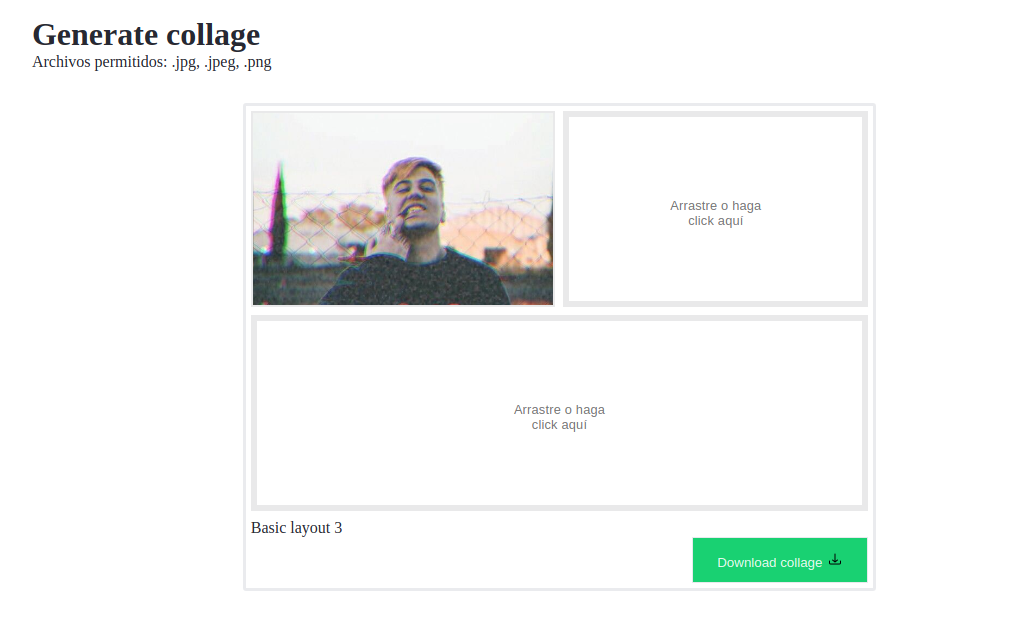 Generate collage
Archivos permitidos: .jpg, .jpeg, .png
Arrastre o haga
click aquí
Arrastre o haga
click aquí
Basic layout 3
Download collage